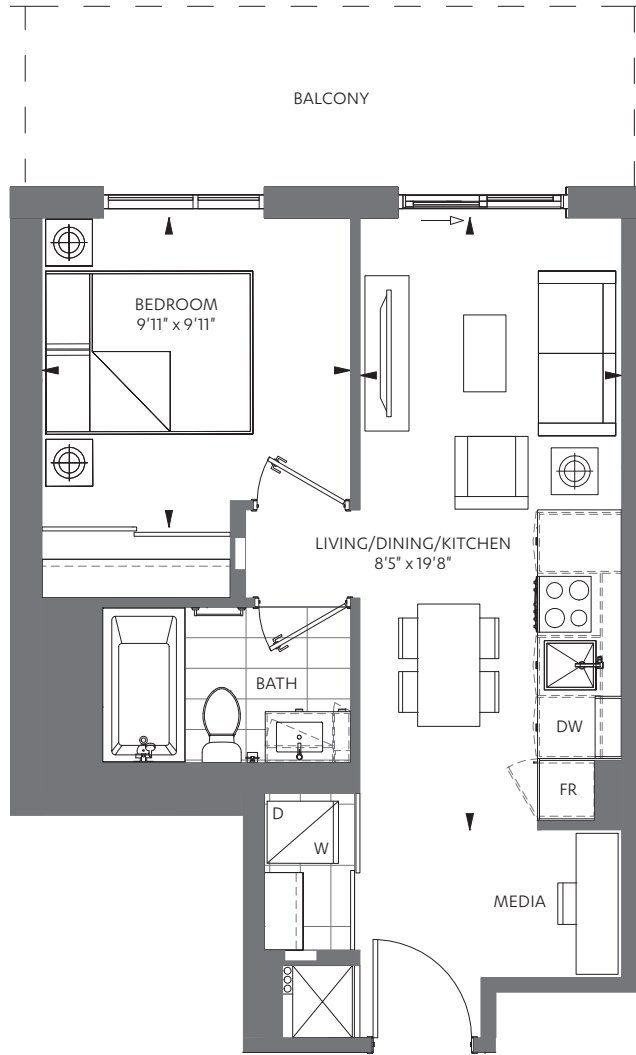 BALCONY
BEDROOM
9'11" x 9'11"
LIVING/DINING/KITCHEN
8'5" x 19'8"
BATH
DW
FR
D
W
MEDIA